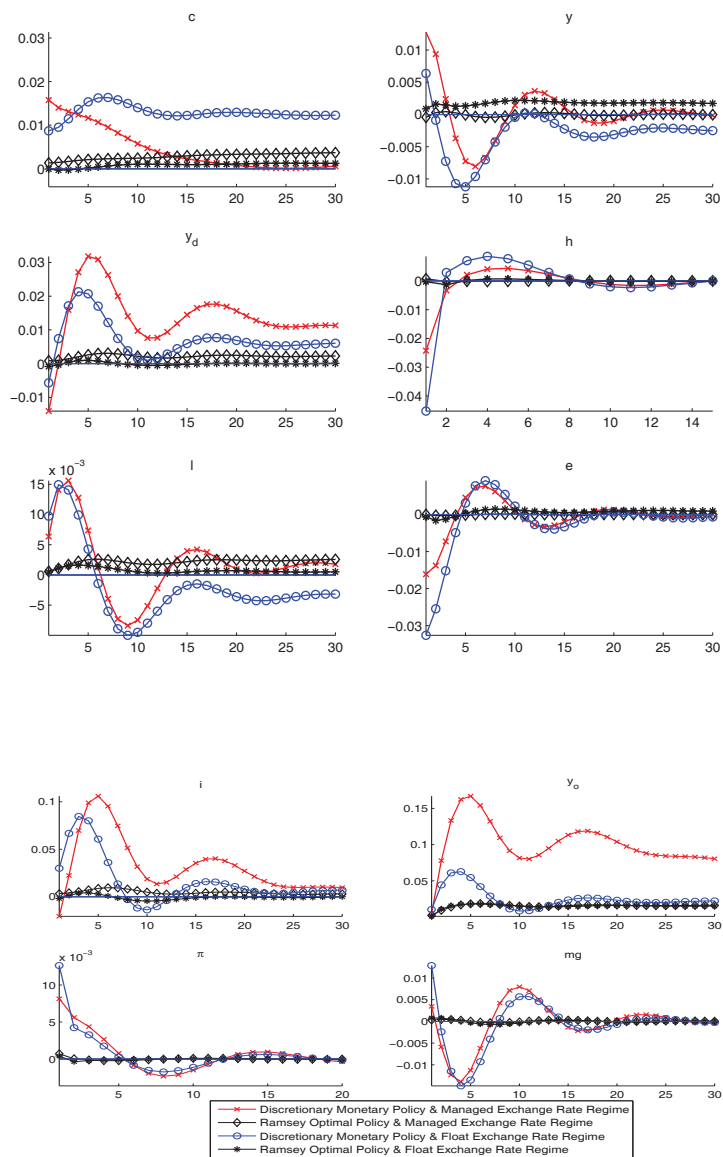 c
0.03
0.02
0.01
0
5 10 15 20 25 30
y
0.01
0.005
0
−0.005
−0.01
5 10 15 20 25 30
yd
0.03
0.02
0.01
0
−0.01
5 10 15 20 25 30
h
0
−0.01
−0.02
−0.03
−0.04
2 4 6 8 10 12 14
l
x 10⁻³
15
10
5
0
−5
5 10 15 20 25 30
e
0
−0.01
−0.02
−0.03
5 10 15 20 25 30
i
0.1
0.05
0
5 10 15 20 25 30
yo
0.15
0.1
0.05
5 10 15 20 25 30
π
x 10⁻³
10
5
0
5 10 15 20
mg
0.01
0.005
0
−0.005
−0.01
5 10 15 20 25 30
Discretionary Monetary Policy & Managed Exchange Rate Regime
Ramsey Optimal Policy & Managed Exchange Rate Regime
Discretionary Monetary Policy & Float Exchange Rate Regime
Ramsey Optimal Policy & Float Exchange Rate Regime